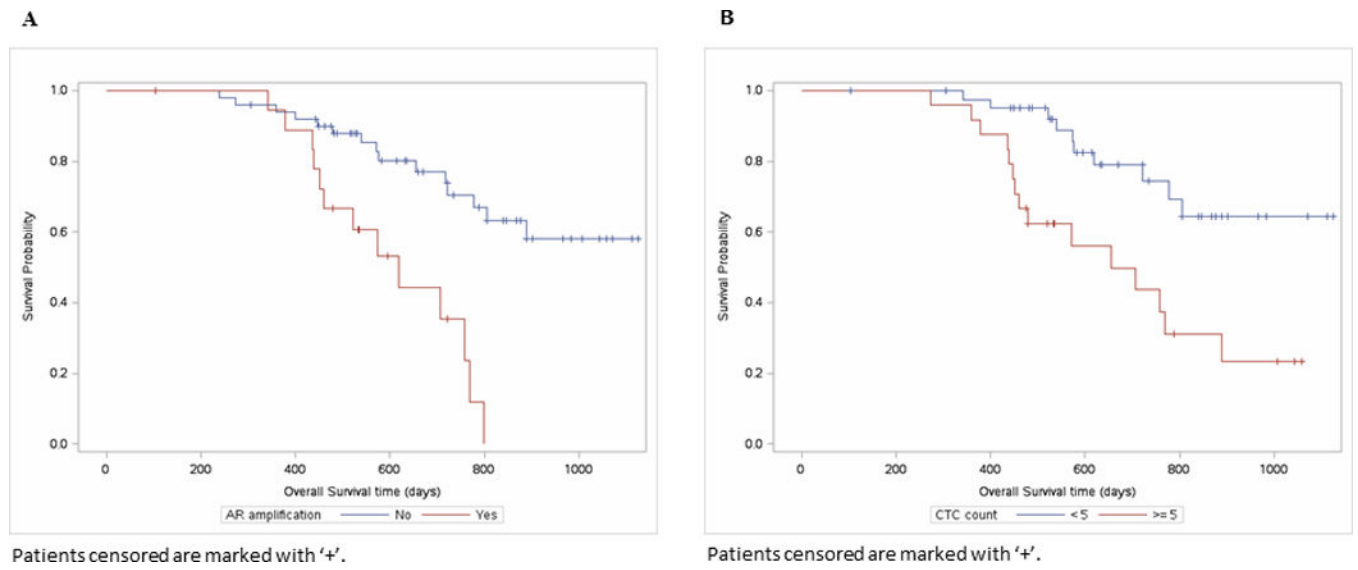 A
1.0
0.8
0.6
0.4
0.2
0.0
Survival Probability
0 200 400 600 800 1000
Overall Survival time (days)
AR amplification No Yes
Patients censored are marked with ‘+’.
B
1.0
0.8
0.6
0.4
0.2
0.0
Survival Probability
0 200 400 600 800 1000
Overall Survival time (days)
CTC count < 5 >= 5
Patients censored are marked with ‘+’.